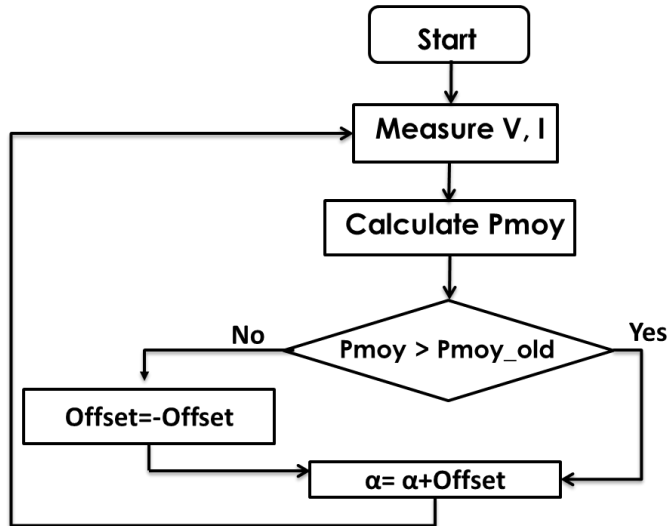 Start
Measure V, I
Calculate Pmoy
Pmoy > Pmoy_old
No
Yes
Offset=-Offset
α= α+Offset